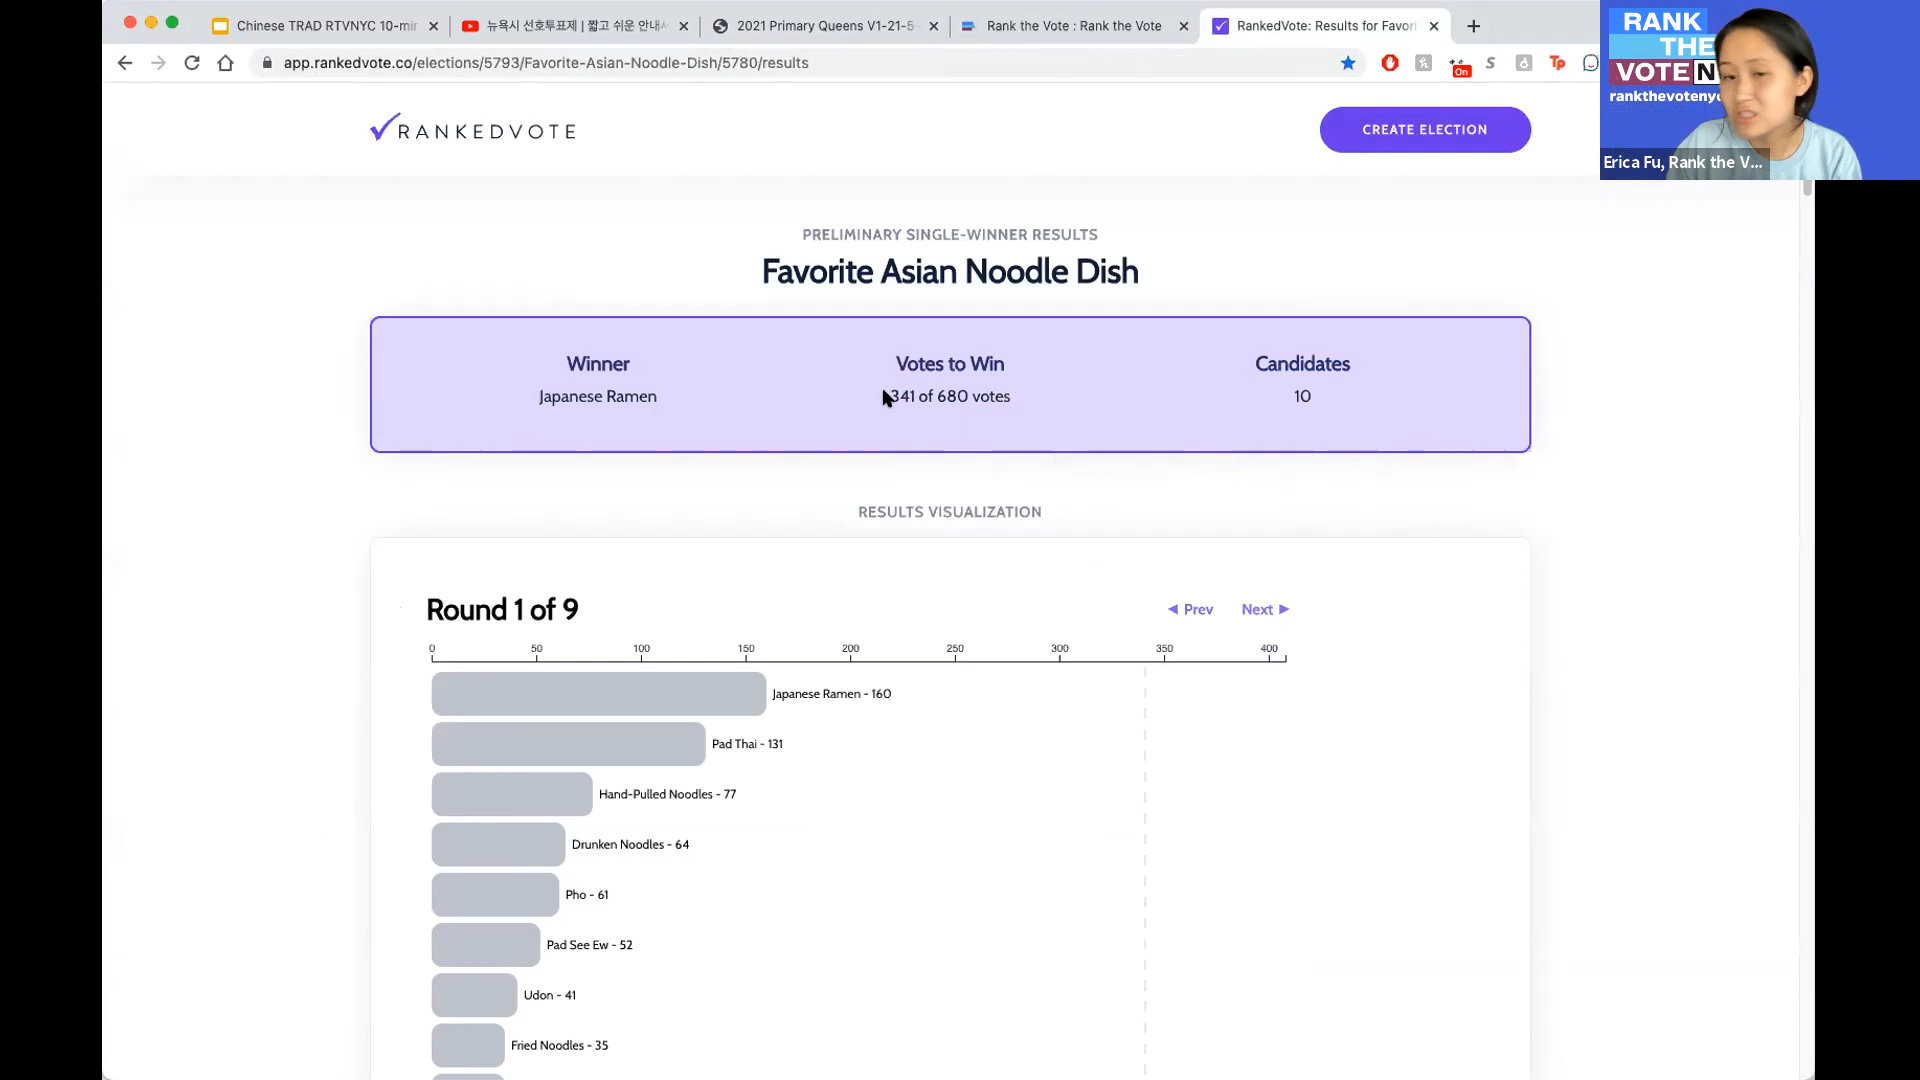 Chinese TRAD RTVNYC 10-mir
뉴욕시 선호투표제 | 짧고 쉬운 안내서
2021 Primary Queens V1-21-5-
Rank the Vote : Rank the Vote
RankedVote: Results for Favori
app.rankedvote.co/elections/5793/Favorite-Asian-Noodle-Dish/5780/results
On
S
Tp
RANK
THE
VOTE N
rankthevotenyc
Erica Fu, Rank the V...
RANKEDVOTE
CREATE ELECTION
PRELIMINARY SINGLE-WINNER RESULTS
Favorite Asian Noodle Dish
Winner
Japanese Ramen
Votes to Win
341 of 680 votes
Candidates
10
RESULTS VISUALIZATION
Round 1 of 9
◀ Prev
Next ▶
0 50 100 150 200 250 300 350 400
Japanese Ramen - 160
Pad Thai - 131
Hand-Pulled Noodles - 77
Drunken Noodles - 64
Pho - 61
Pad See Ew - 52
Udon - 41
Fried Noodles - 35